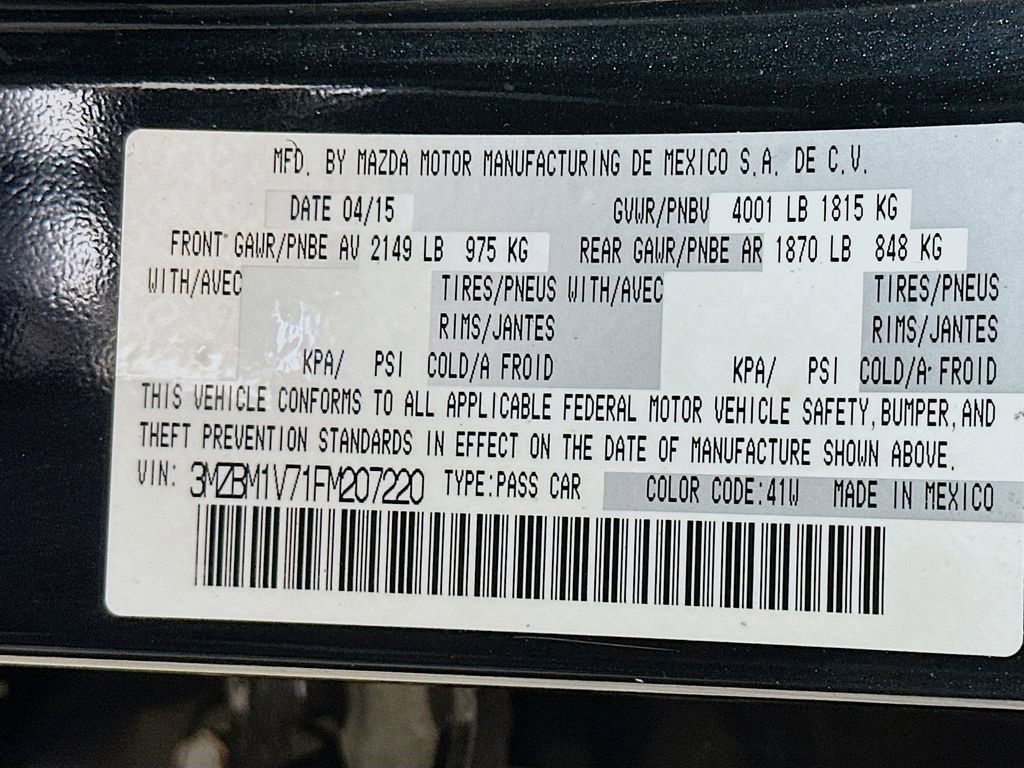 MFD. BY MAZDA MOTOR MANUFACTURING DE MEXICO S.A. DE C.V.
DATE 04/15 GVWR/PNBV 4001 LB 1815 KG
FRONT GAWR/PNBE AV 2149 LB 975 KG REAR GAWR/PNBE AR 1870 LB 848 KG
WITH/AVEC TIRES/PNEUS WITH/AVEC TIRES/PNEUS
RIMS/JANTES RIMS/JANTES
KPA/ PSI COLD/A FROID KPA/ PSI COLD/A FROID
THIS VEHICLE CONFORMS TO ALL APPLICABLE FEDERAL MOTOR VEHICLE SAFETY, BUMPER, AND
THEFT PREVENTION STANDARDS IN EFFECT ON THE DATE OF MANUFACTURE SHOWN ABOVE.
VIN: 3MZBM1V71FM207220 TYPE:PASS CAR COLOR CODE:41W MADE IN MEXICO